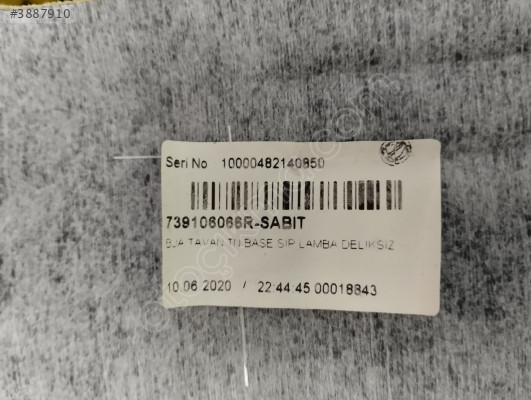 #3887910
Seri No 10000482140850
739106066R-SABIT
BJA TAVAN TN BASE SIP LAMBA DELIKSIZ
10.06.2020 / 22:44:45 00018843